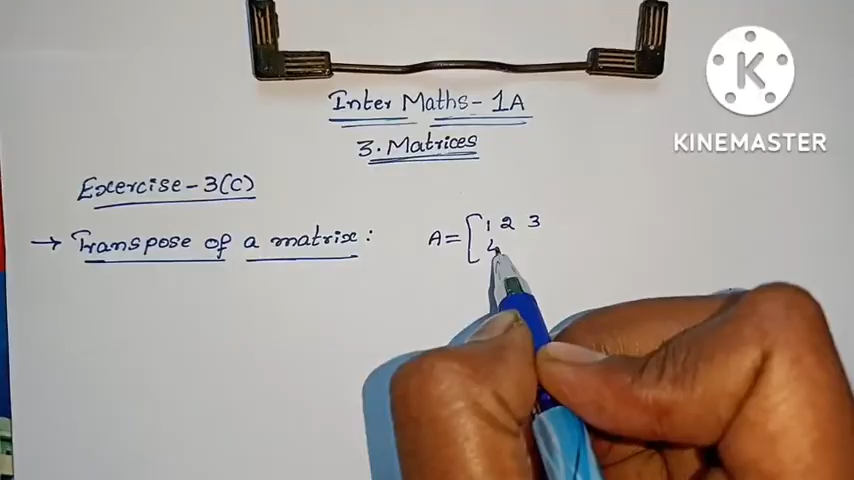 Inter Maths - 1A
3. Matrices
Exercise - 3(c)
→ Transpose of a matrix :
A = [ 1 2 3
4
K
KINEMASTER